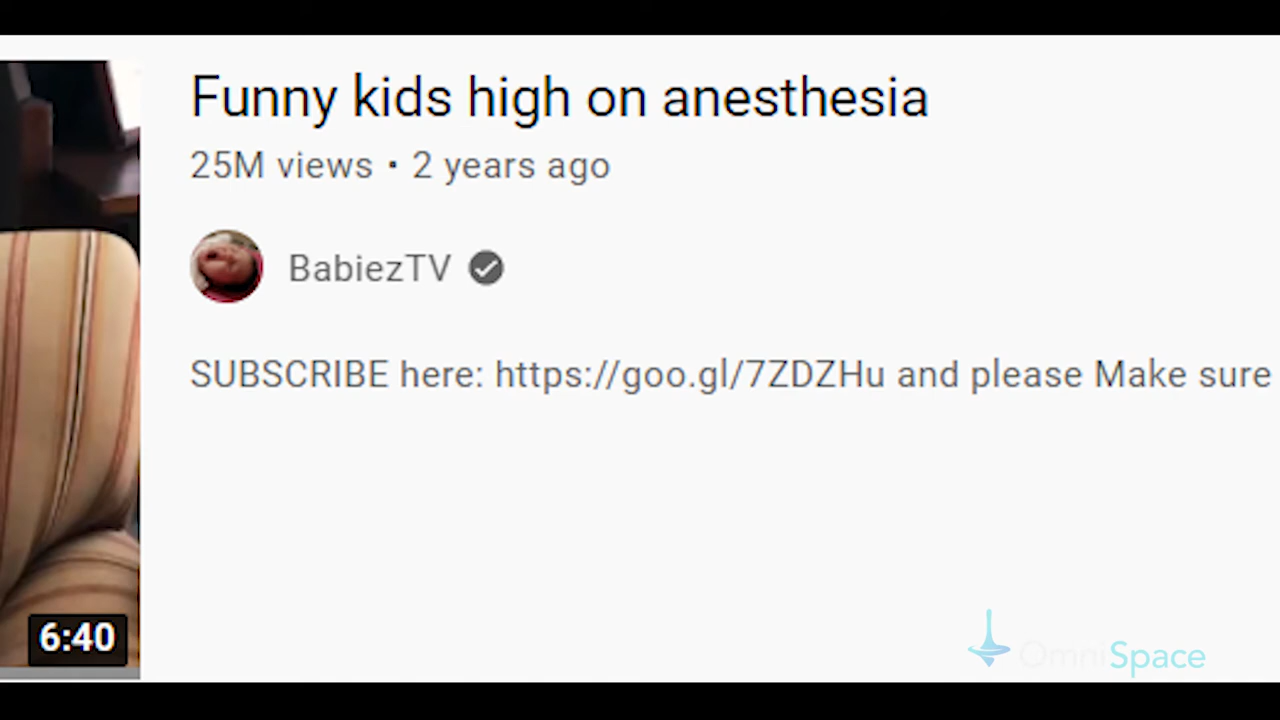 Funny kids high on anesthesia
25M views • 2 years ago
BabiezTV
SUBSCRIBE here: https://goo.gl/7ZDZHu and please Make sure
6:40
OmniSpace